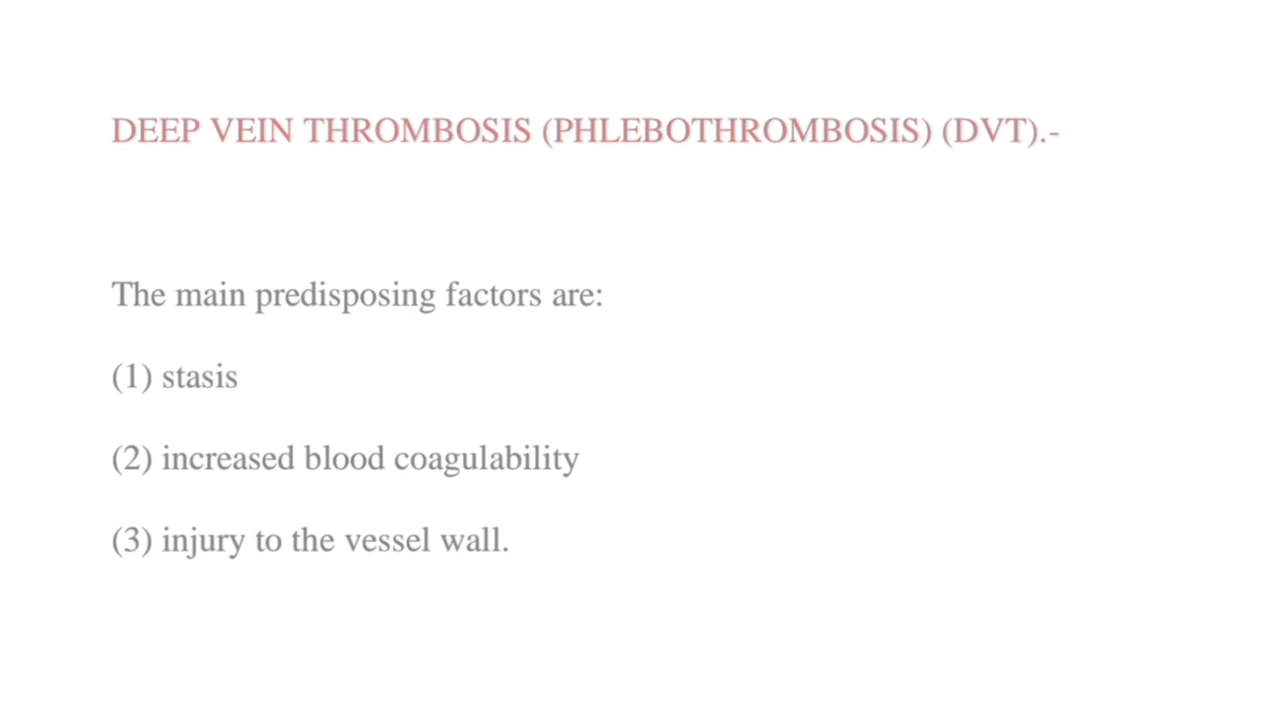 DEEP VEIN THROMBOSIS (PHLEBOTHROMBOSIS) (DVT).-
The main predisposing factors are:
(1) stasis
(2) increased blood coagulability
(3) injury to the vessel wall.